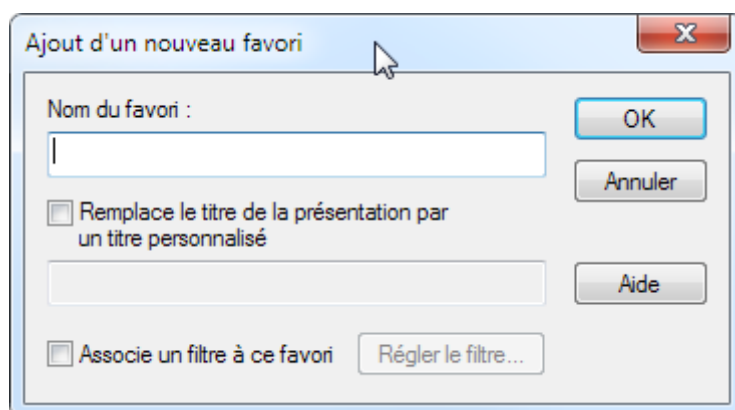 Ajout d'un nouveau favori
Nom du favori :
OK
Annuler
Remplace le titre de la présentation par
un titre personnalisé
Aide
Associe un filtre à ce favori
Régler le filtre...